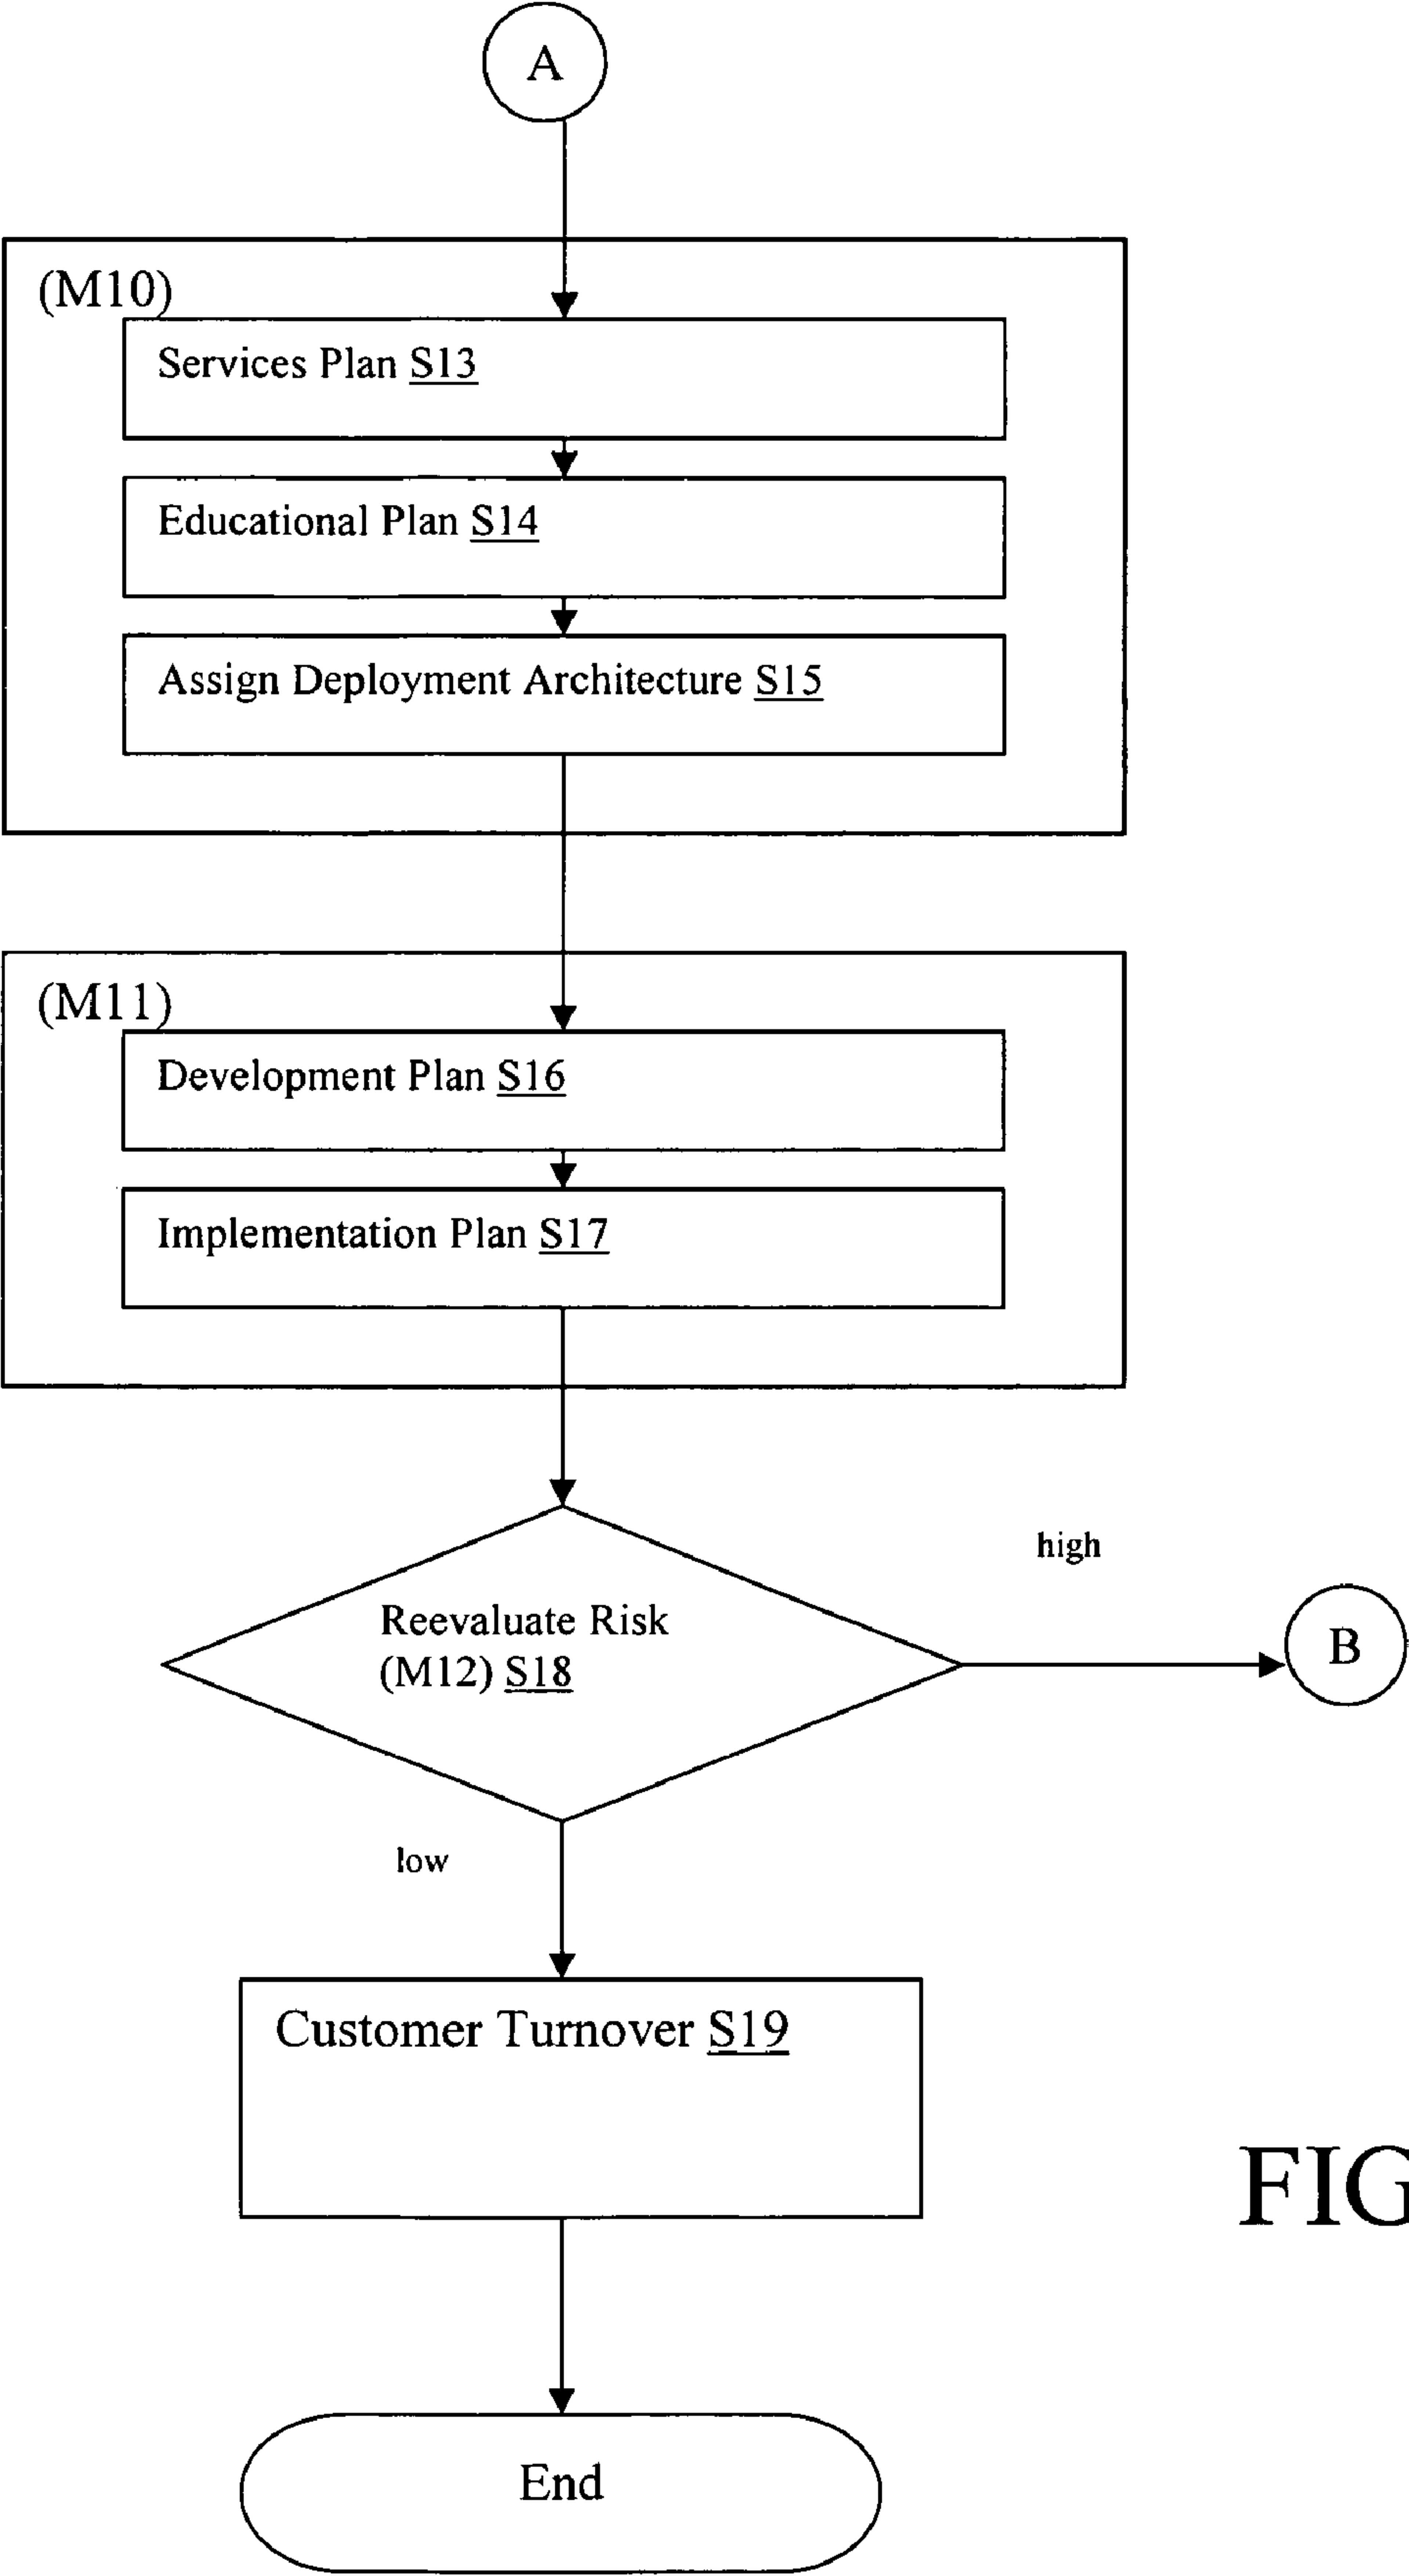 A
(M10)
Services Plan S13
Educational Plan S14
Assign Deployment Architecture S15
(M11)
Development Plan S16
Implementation Plan S17
high
Reevaluate Risk
(M12) S18
B
low
Customer Turnover S19
FIG
End